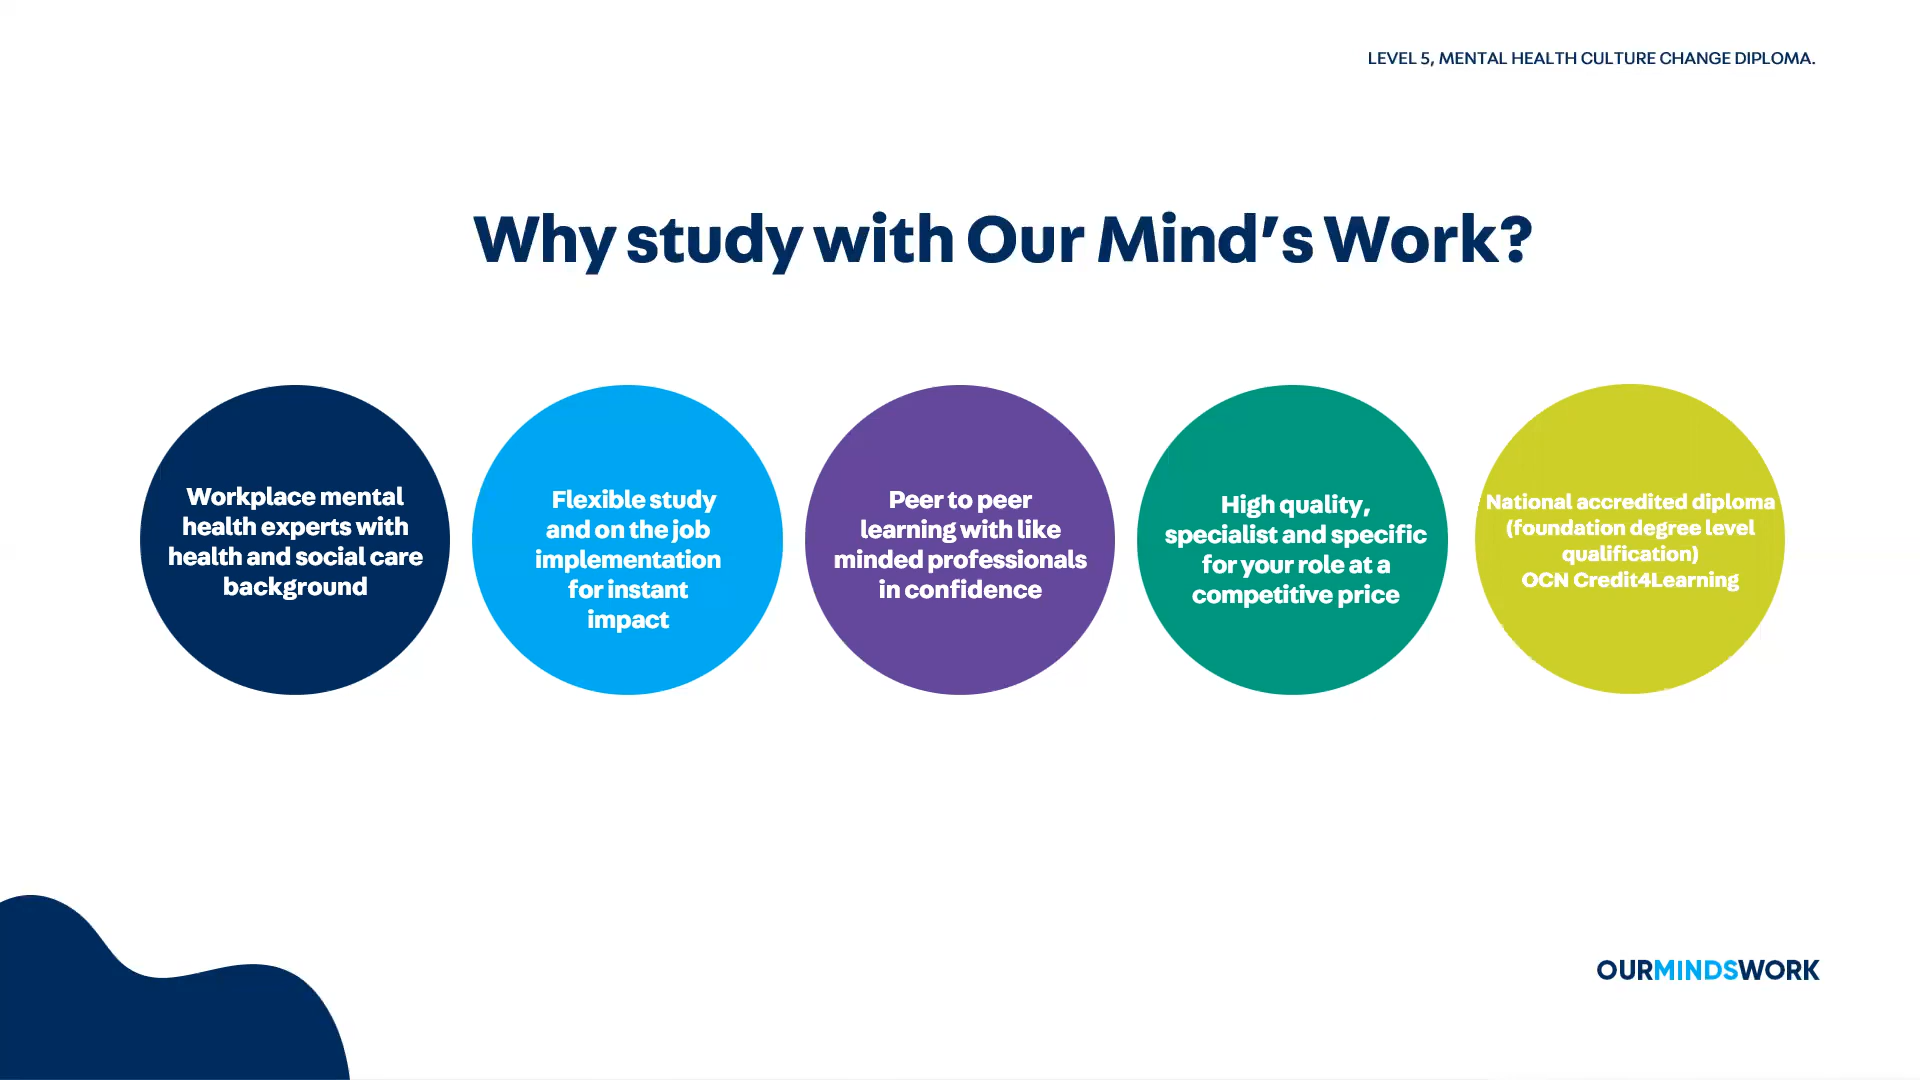 LEVEL 5, MENTAL HEALTH CULTURE CHANGE DIPLOMA.
Why study with Our Mind’s Work?
Workplace mental
health experts with
health and social care
background
Flexible study
and on the job
implementation
for instant
impact
Peer to peer
learning with like
minded professionals
in confidence
High quality,
specialist and specific
for your role at a
competitive price
National accredited diploma
(foundation degree level
qualification)
OCN Credit4Learning
OURMINDSWORK